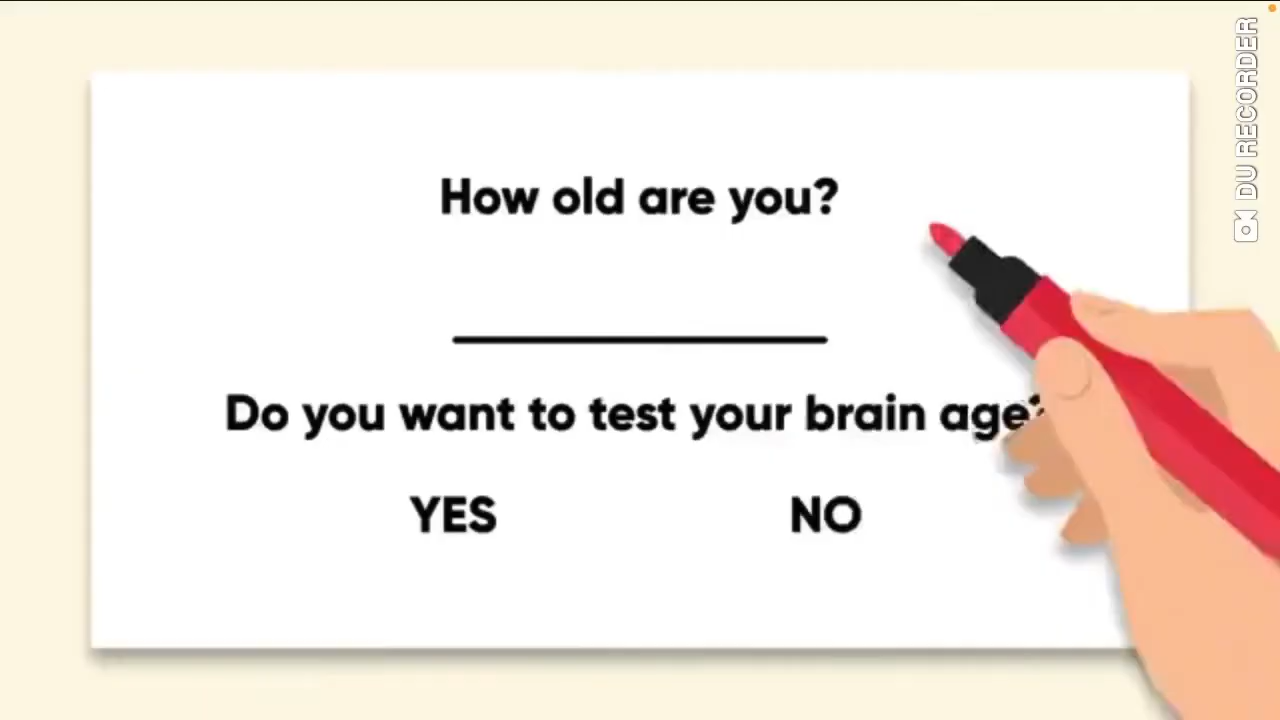 How old are you?
Do you want to test your brain age?
YES NO
DU RECORDER